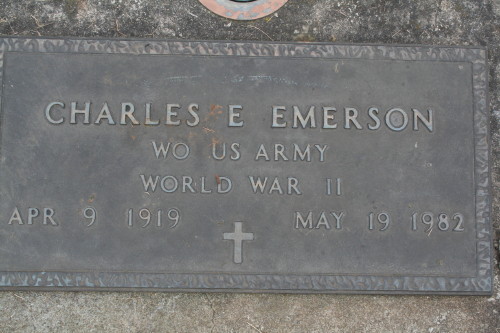 CHARLES E EMERSON
WO US ARMY
WORLD WAR II
APR 9 1919 MAY 19 1982